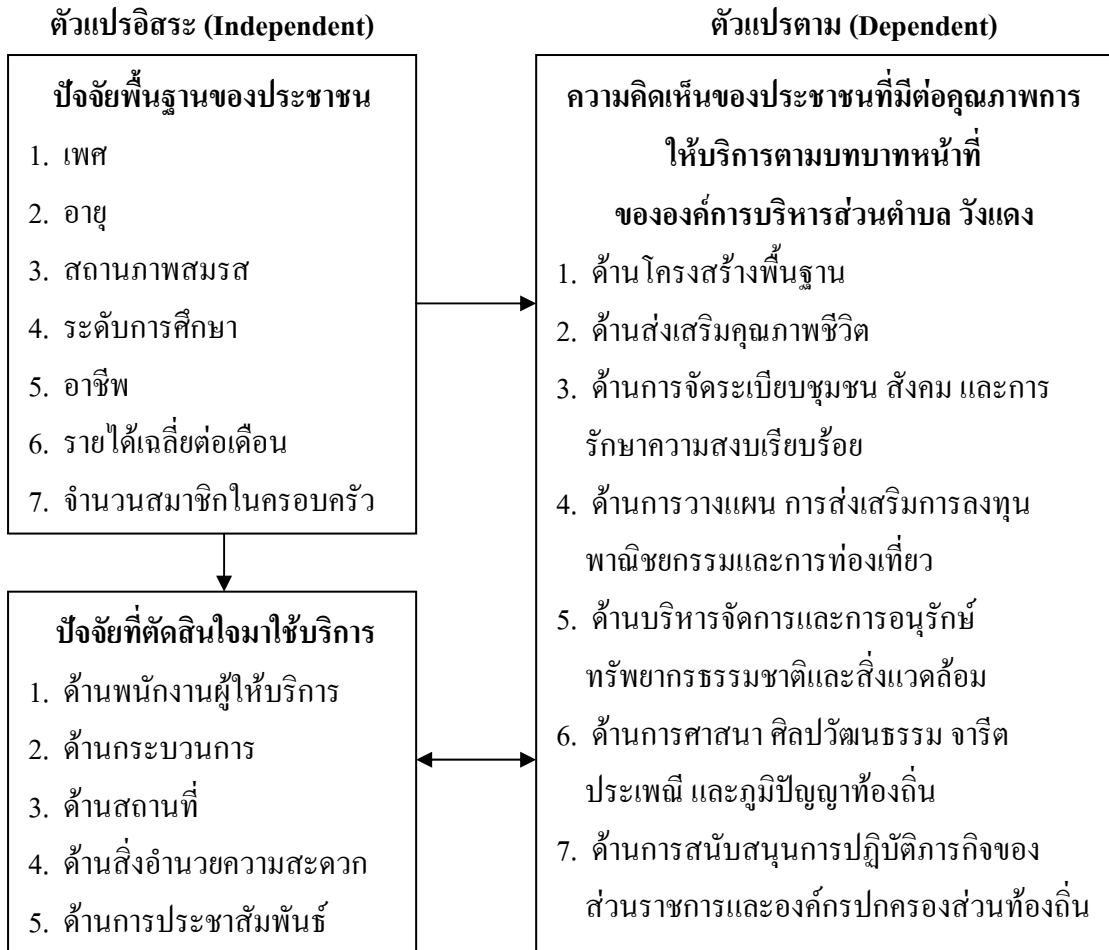 ตัวแปรอิสระ (Independent)
ปัจจัยพื้นฐานของประชาชน
1. เพศ
2. อายุ
3. สถานภาพสมรส
4. ระดับการศึกษา
5. อาชีพ
6. รายได้เฉลี่ยต่อเดือน
7. จำนวนสมาชิกในครอบครัว
ปัจจัยที่ตัดสินใจมาใช้บริการ
1. ด้านพนักงานผู้ให้บริการ
2. ด้านกระบวนการ
3. ด้านสถานที่
4. ด้านสิ่งอำนวยความสะดวก
5. ด้านการประชาสัมพันธ์
ตัวแปรตาม (Dependent)
ความคิดเห็นของประชาชนที่มีต่อคุณภาพการ
ให้บริการตามบทบาทหน้าที่
ขององค์การบริหารส่วนตำบล วังแดง
1. ด้านโครงสร้างพื้นฐาน
2. ด้านส่งเสริมคุณภาพชีวิต
3. ด้านการจัดระเบียบชุมชน สังคม และการ
รักษาความสงบเรียบร้อย
4. ด้านการวางแผน การส่งเสริมการลงทุน
พาณิชยกรรมและการท่องเที่ยว
5. ด้านบริหารจัดการและการอนุรักษ์
ทรัพยากรธรรมชาติและสิ่งแวดล้อม
6. ด้านการศาสนา ศิลปวัฒนธรรม จารีต
ประเพณี และภูมิปัญญาท้องถิ่น
7. ด้านการสนับสนุนการปฏิบัติภารกิจของ
ส่วนราชการและองค์กรปกครองส่วนท้องถิ่น